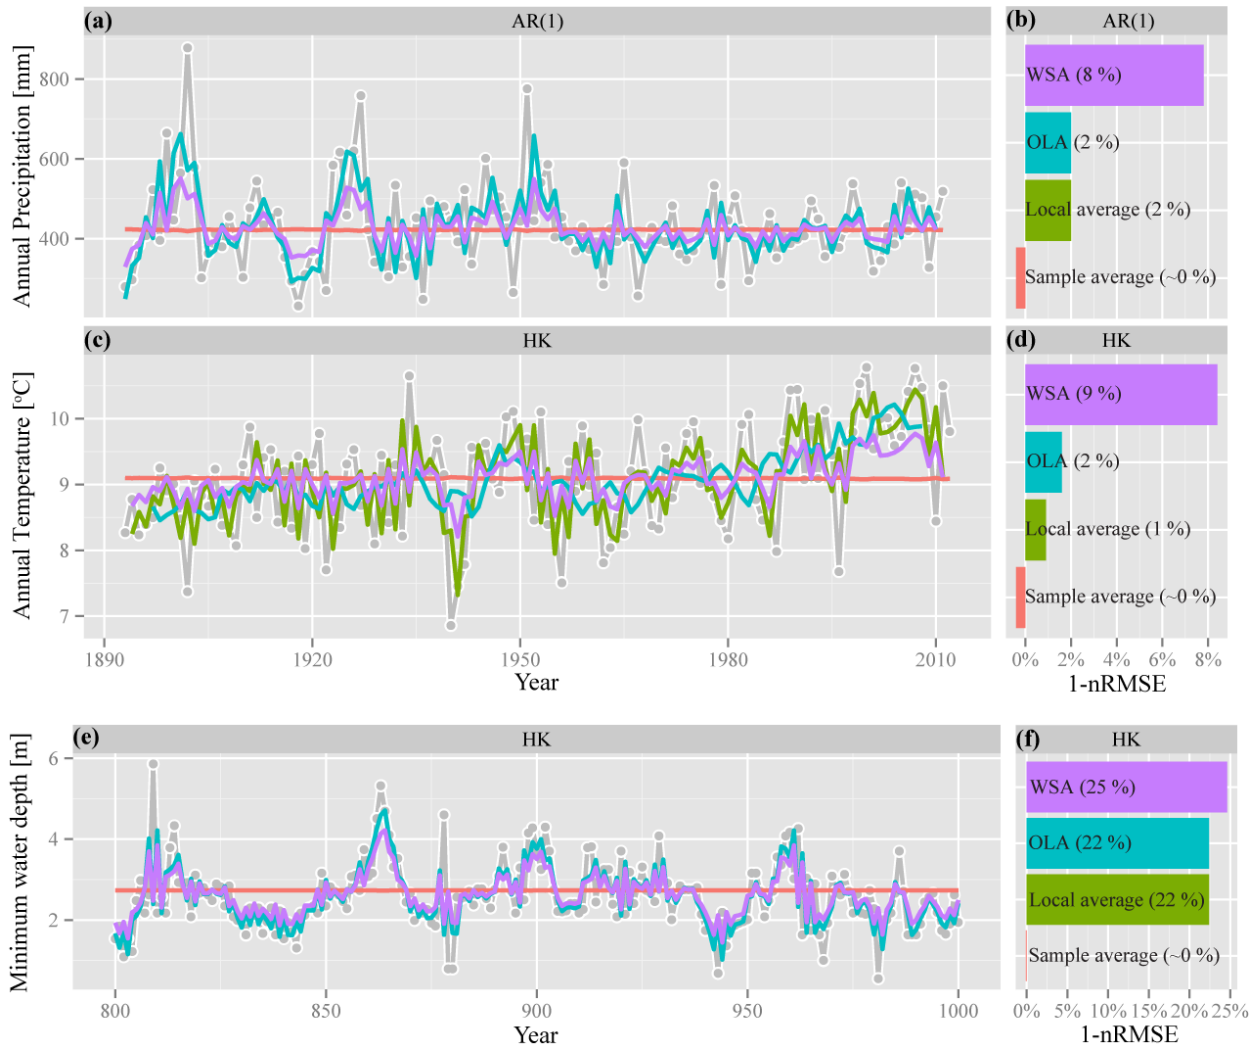 (a) AR(1)
Annual Precipitation [mm]
800
600
400
(b) AR(1)
WSA (8 %)
OLA (2 %)
Local average (2 %)
Sample average (~0 %)
(c) HK
Annual Temperature [°C]
10
9
8
7
1890 1920 1950 1980 2010
Year
(d) HK
WSA (9 %)
OLA (2 %)
Local average (1 %)
Sample average (~0 %)
0% 2% 4% 6% 8%
1-nRMSE
(e) HK
Minimum water depth [m]
6
4
2
800 850 900 950 1000
Year
(f) HK
WSA (25 %)
OLA (22 %)
Local average (22 %)
Sample average (~0 %)
0% 5% 10% 15% 20% 25%
1-nRMSE